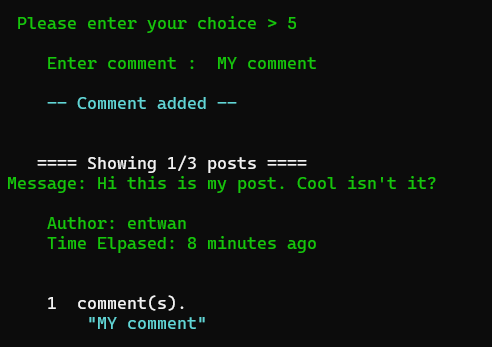 Please enter your choice > 5
Enter comment : MY comment
-- Comment added --
==== Showing 1/3 posts ====
Message: Hi this is my post. Cool isn't it?
Author: entwan
Time Elpased: 8 minutes ago
1 comment(s).
"MY comment"